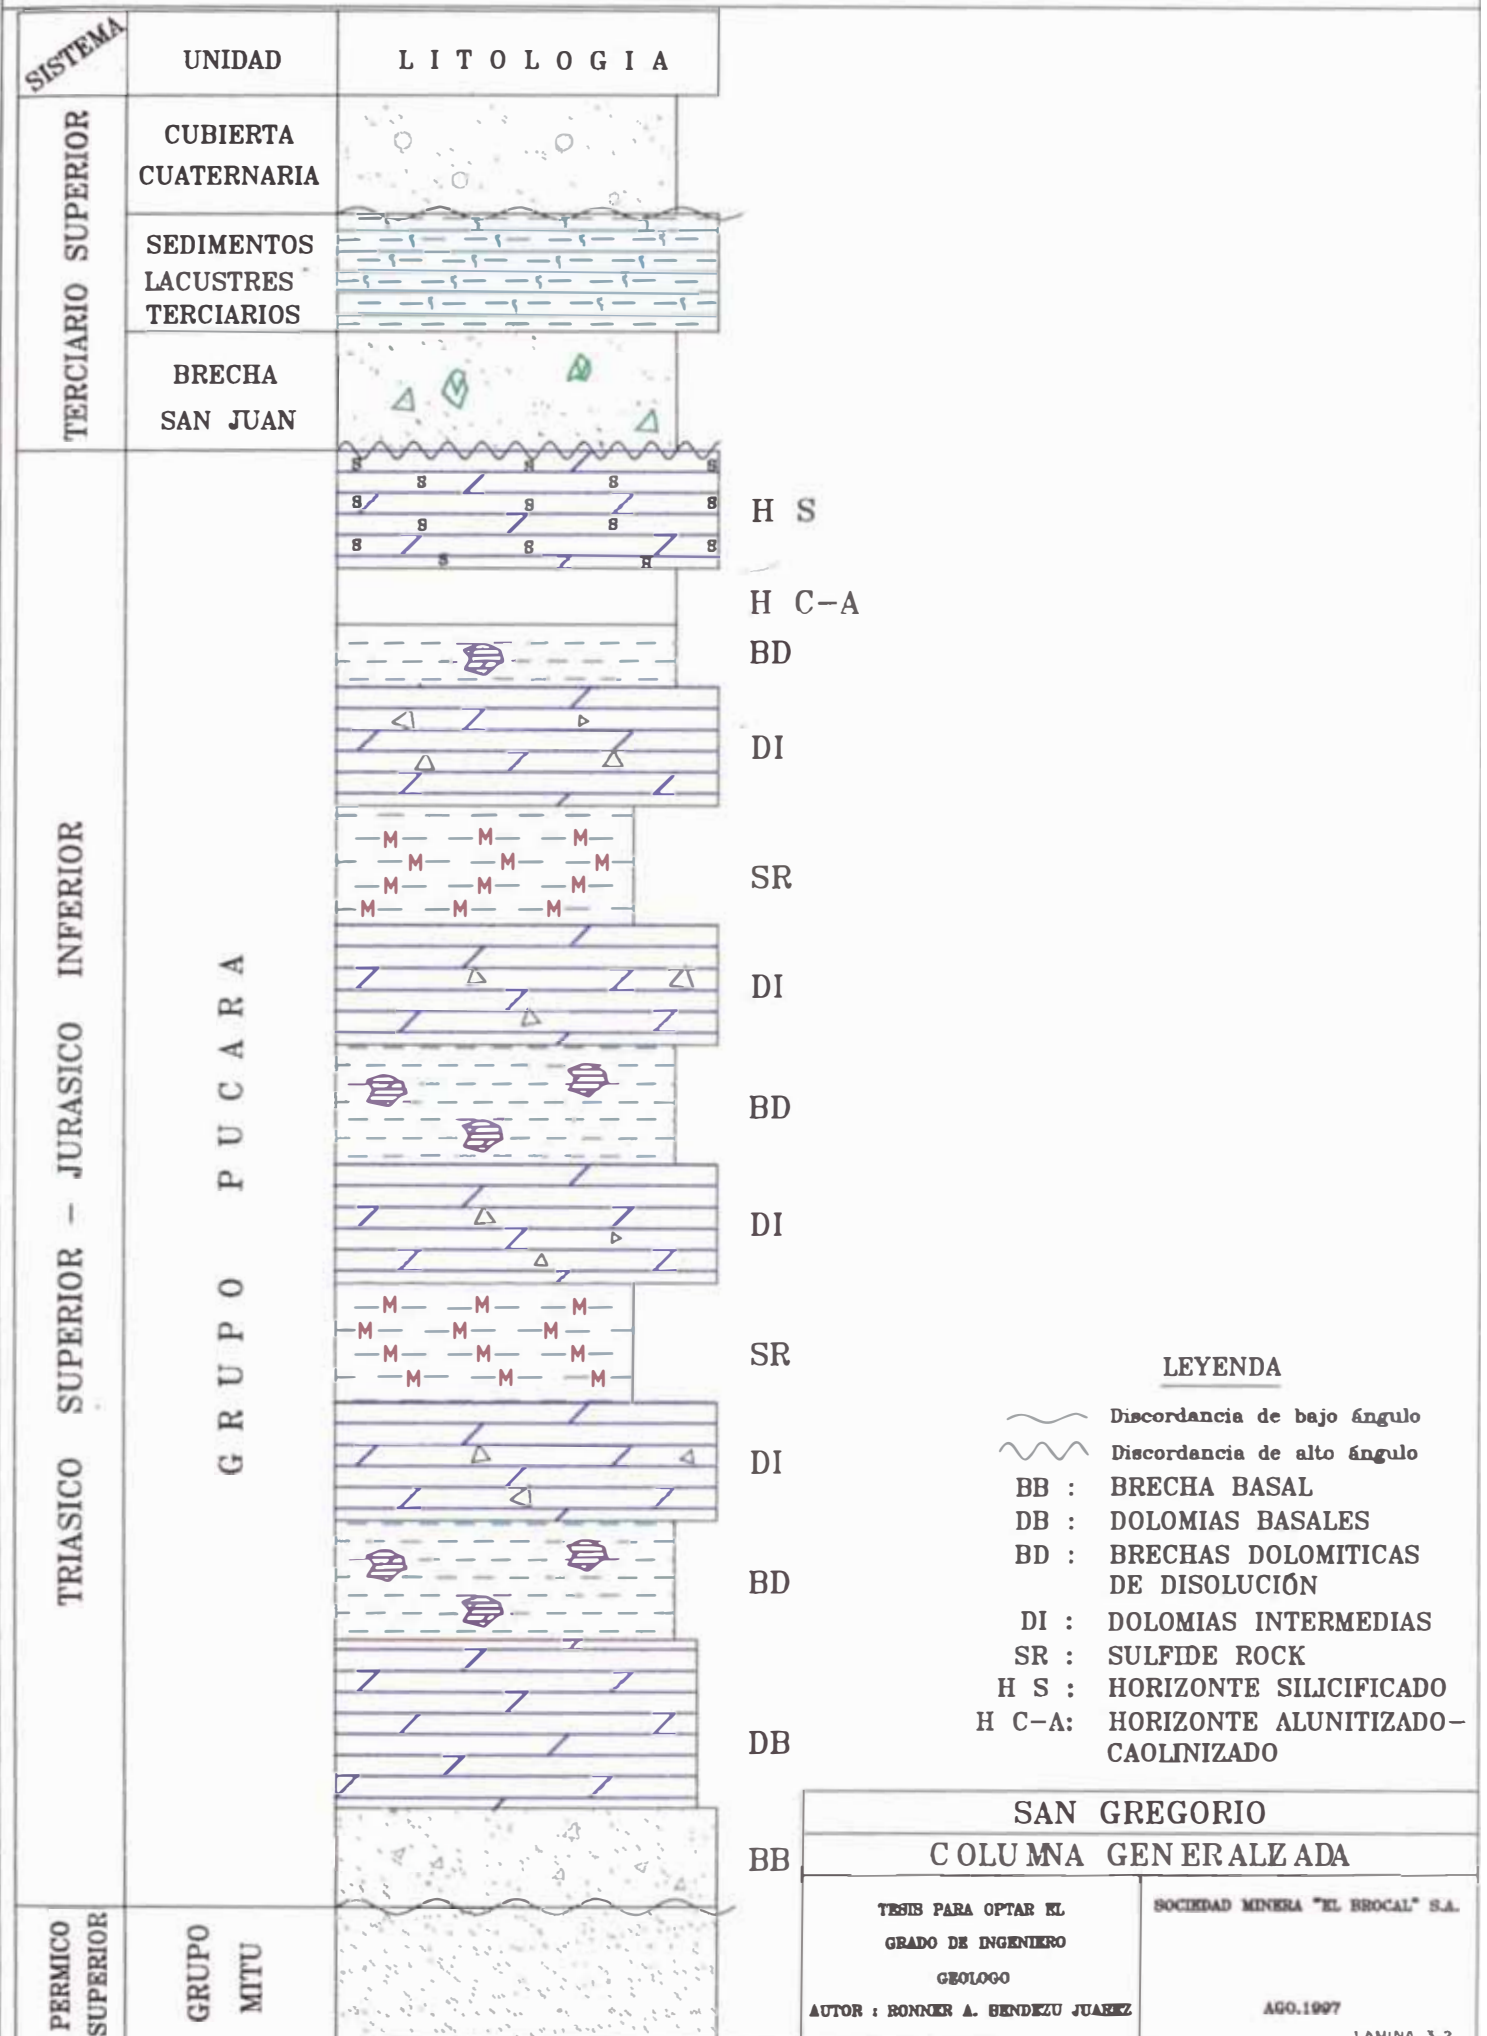 SISTEMA
UNIDAD
L I T O L O G I A
TERCIARIO SUPERIOR
CUBIERTA
CUATERNARIA
SEDIMENTOS
LACUSTRES
TERCIARIOS
BRECHA
SAN JUAN
TRIASICO SUPERIOR - JURASICO INFERIOR
GRUPO PUCARA
S S S
S S
S S S
S S
S S S
S
H S
H C-A
BD
DI
M M M
M M M
M M M
M M M
SR
DI
BD
DI
M M M
M M M
M M M
M M M
SR
DI
BD
DB
BB
PERMICO
SUPERIOR
GRUPO
MITU
LEYENDA
Discordancia de bajo ángulo
Discordancia de alto ángulo
BB : BRECHA BASAL
DB : DOLOMIAS BASALES
BD : BRECHAS DOLOMITICAS
DE DISOLUCIÓN
DI : DOLOMIAS INTERMEDIAS
SR : SULFIDE ROCK
H S : HORIZONTE SILICIFICADO
H C-A: HORIZONTE ALUNITIZADO-
CAOLINIZADO
SAN GREGORIO
COLUMNA GENERALIZADA
TESIS PARA OPTAR EL
GRADO DE INGENIERO
GEOLOGO
AUTOR : RONNER A. BENDEZU JUAREZ
SOCIEDAD MINERA "EL BROCAL" S.A.
AGO.1997
LAMINA 3.2